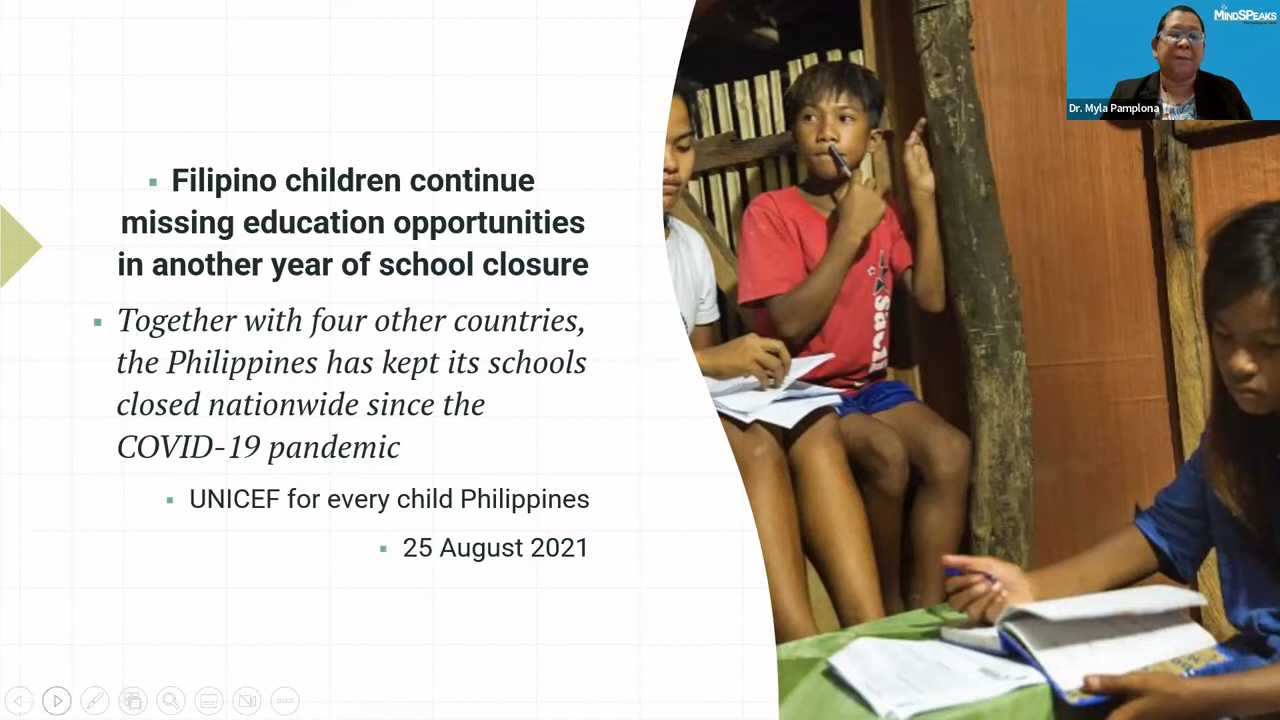 Filipino children continue
missing education opportunities
in another year of school closure
Together with four other countries,
the Philippines has kept its schools
closed nationwide since the
COVID-19 pandemic
UNICEF for every child Philippines
25 August 2021
MINDSPEAKS
Dr. Myla Pamplona